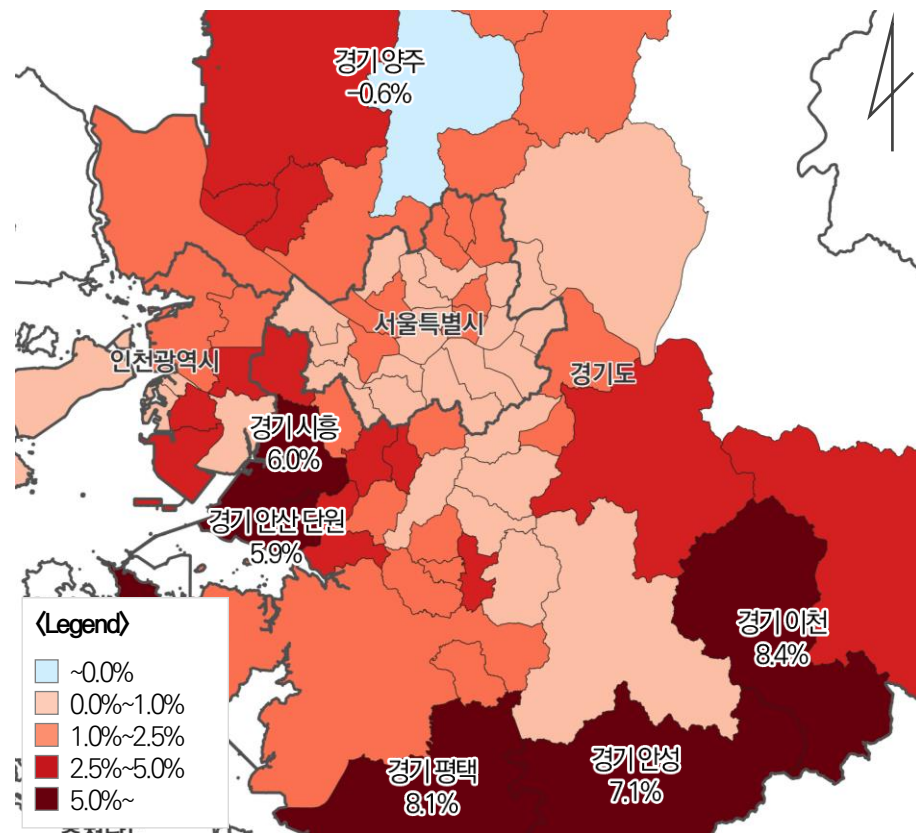 경기 양주
-0.6%
서울특별시
인천광역시
경기도
경기 시흥
6.0%
경기 안산 단원
5.9%
경기 이천
8.4%
경기 평택
8.1%
경기 안성
7.1%
<Legend>
~0.0%
0.0%~1.0%
1.0%~2.5%
2.5%~5.0%
5.0%~